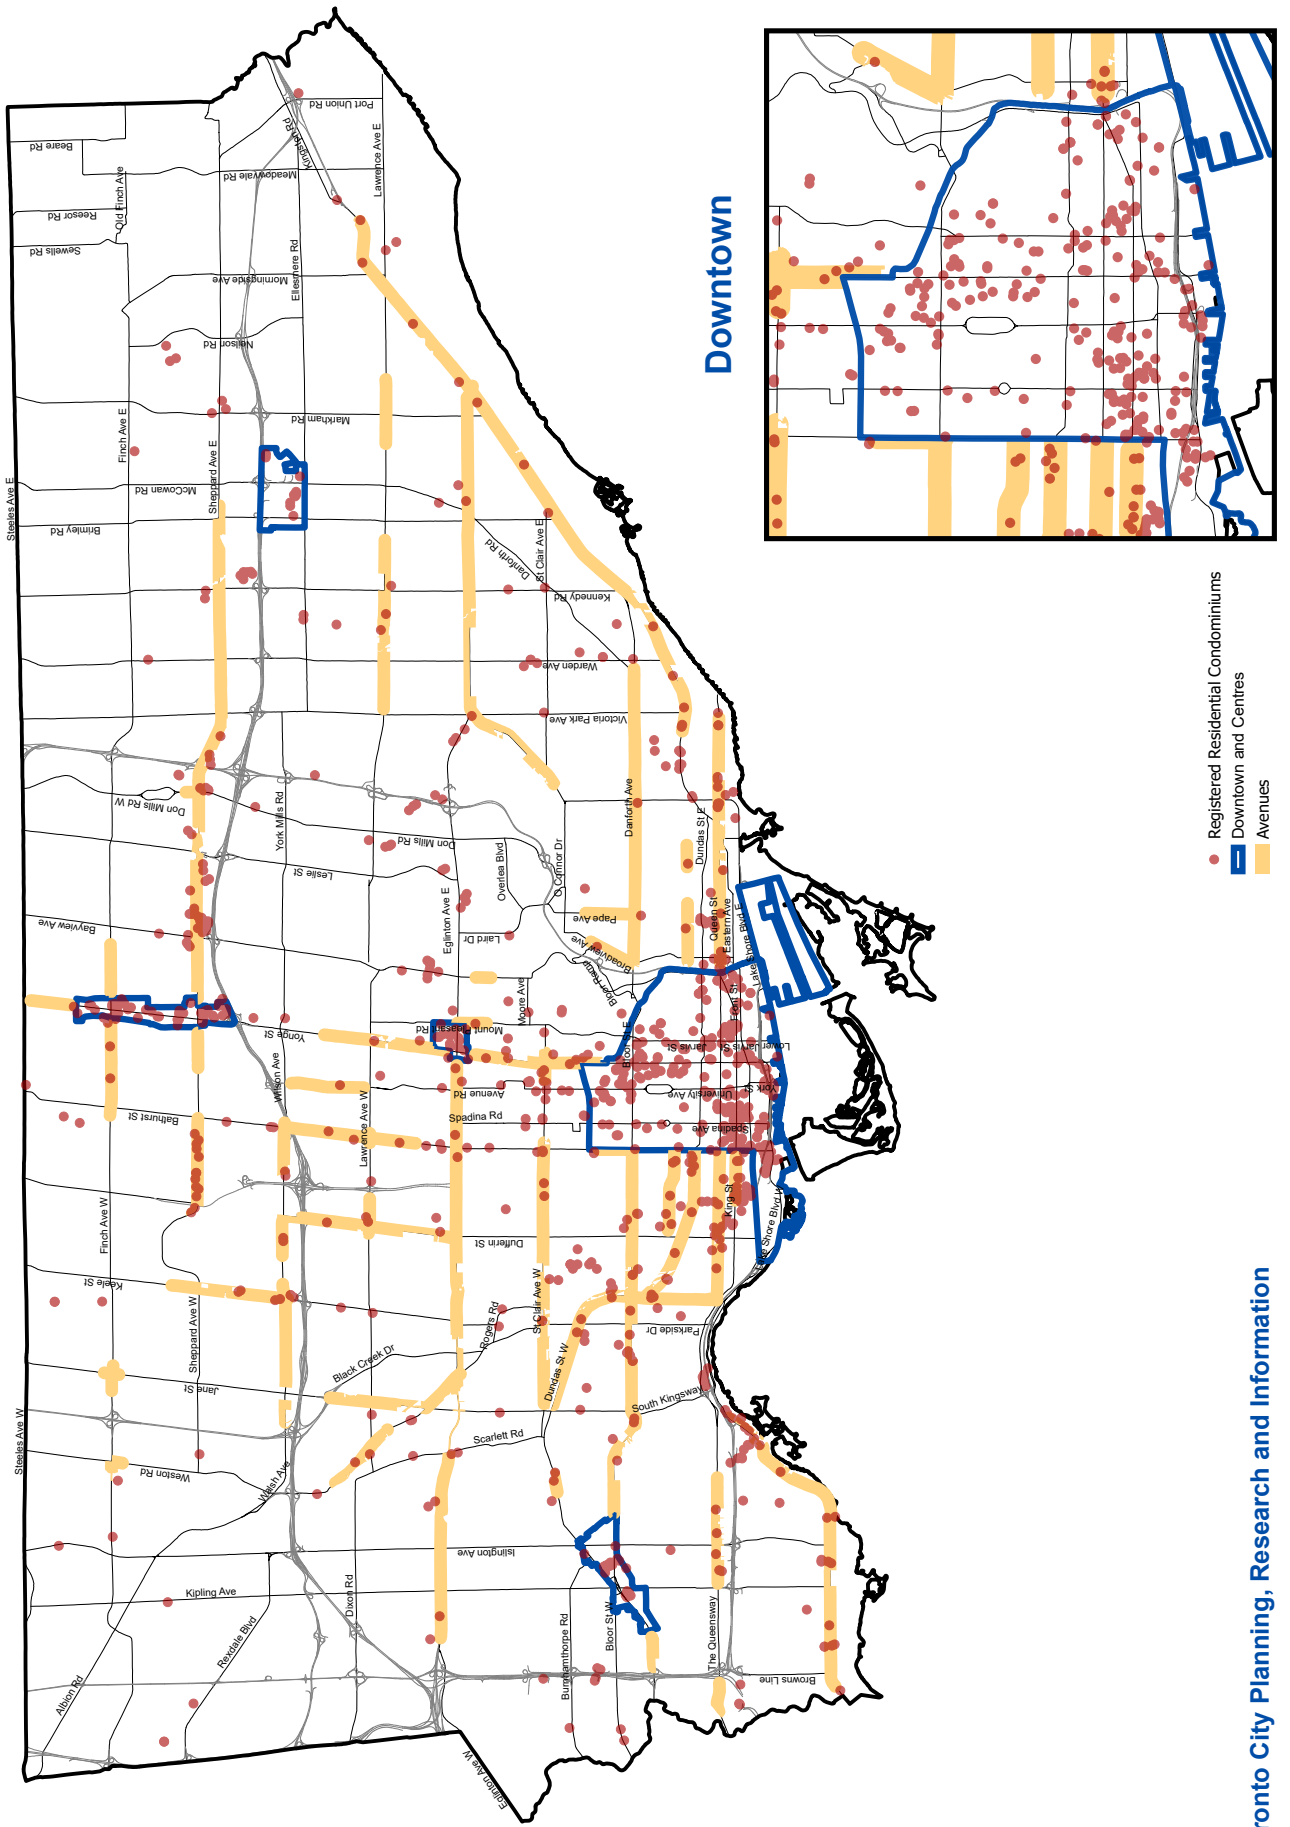 Steeles Ave W
Steeles Ave E
Albion Rd
Rexdale Blvd
Kipling Ave
Islington Ave
Weston Rd
Walsh Ave
Jane St
Keele St
Finch Ave W
Sheppard Ave W
Bathurst St
Wilson Ave
Yonge St
Bayview Ave
Leslie St
Don Mills Rd W
Don Mills Rd
York Mills Rd
Finch Ave E
Sheppard Ave E
Brimley Rd
McCowan Rd
Markham Rd
Neilson Rd
Morningside Ave
Sewells Rd
Reesor Rd
Old Finch Ave
Beare Rd
Meadowvale Rd
Kingston Rd
Port Union Rd
Ellesmere Rd
Lawrence Ave E
Lawrence Ave W
Dixon Rd
Eglinton Ave W
Black Creek Dr
Scarlett Rd
Rogers Rd
Dufferin St
Spadina Rd
Avenue Rd
Mount Pleasant Rd
Eglinton Ave E
Laird Dr
Moore Ave
Overlea Blvd
O Connor Dr
Victoria Park Ave
Warden Ave
Kennedy Rd
Danforth Rd
St Clair Ave E
St Clair Ave W
Dundas St W
Burnhamthorpe Rd
Bloor St W
The Queensway
Browns Line
South Kingsway
Parkside Dr
King St
Lake Shore Blvd W
Spadina Ave
University Ave
York St
Jarvis St
Lower Jarvis St
Front St
Bloor St E
Bloor Ramp
Broadview Ave
Pape Ave
Danforth Ave
Dundas St E
Queen St E
Eastern Ave
Lake Shore Blvd E
Downtown
Registered Residential Condominiums
Downtown and Centres
Avenues
ronto City Planning, Research and Information